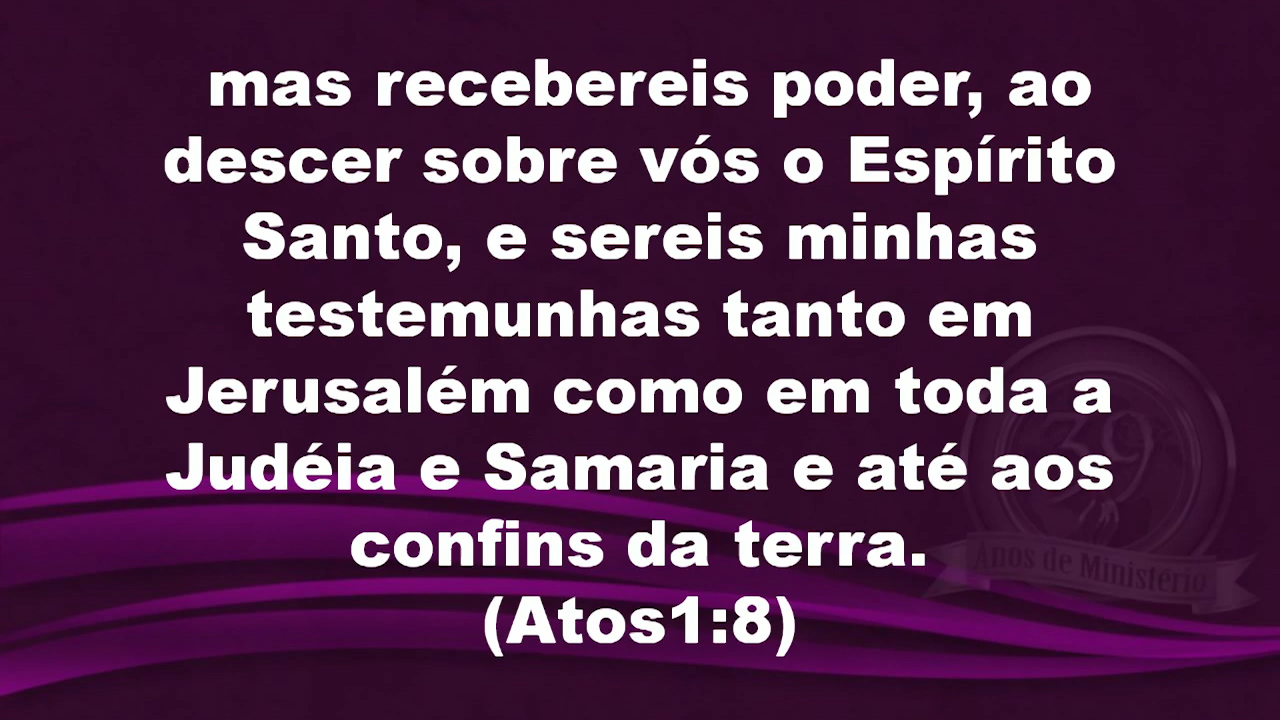 mas recebereis poder, ao
descer sobre vós o Espírito
Santo, e sereis minhas
testemunhas tanto em
Jerusalém como em toda a
Judéia e Samaria e até aos
confins da terra.
(Atos1:8)
39
Anos de Ministério